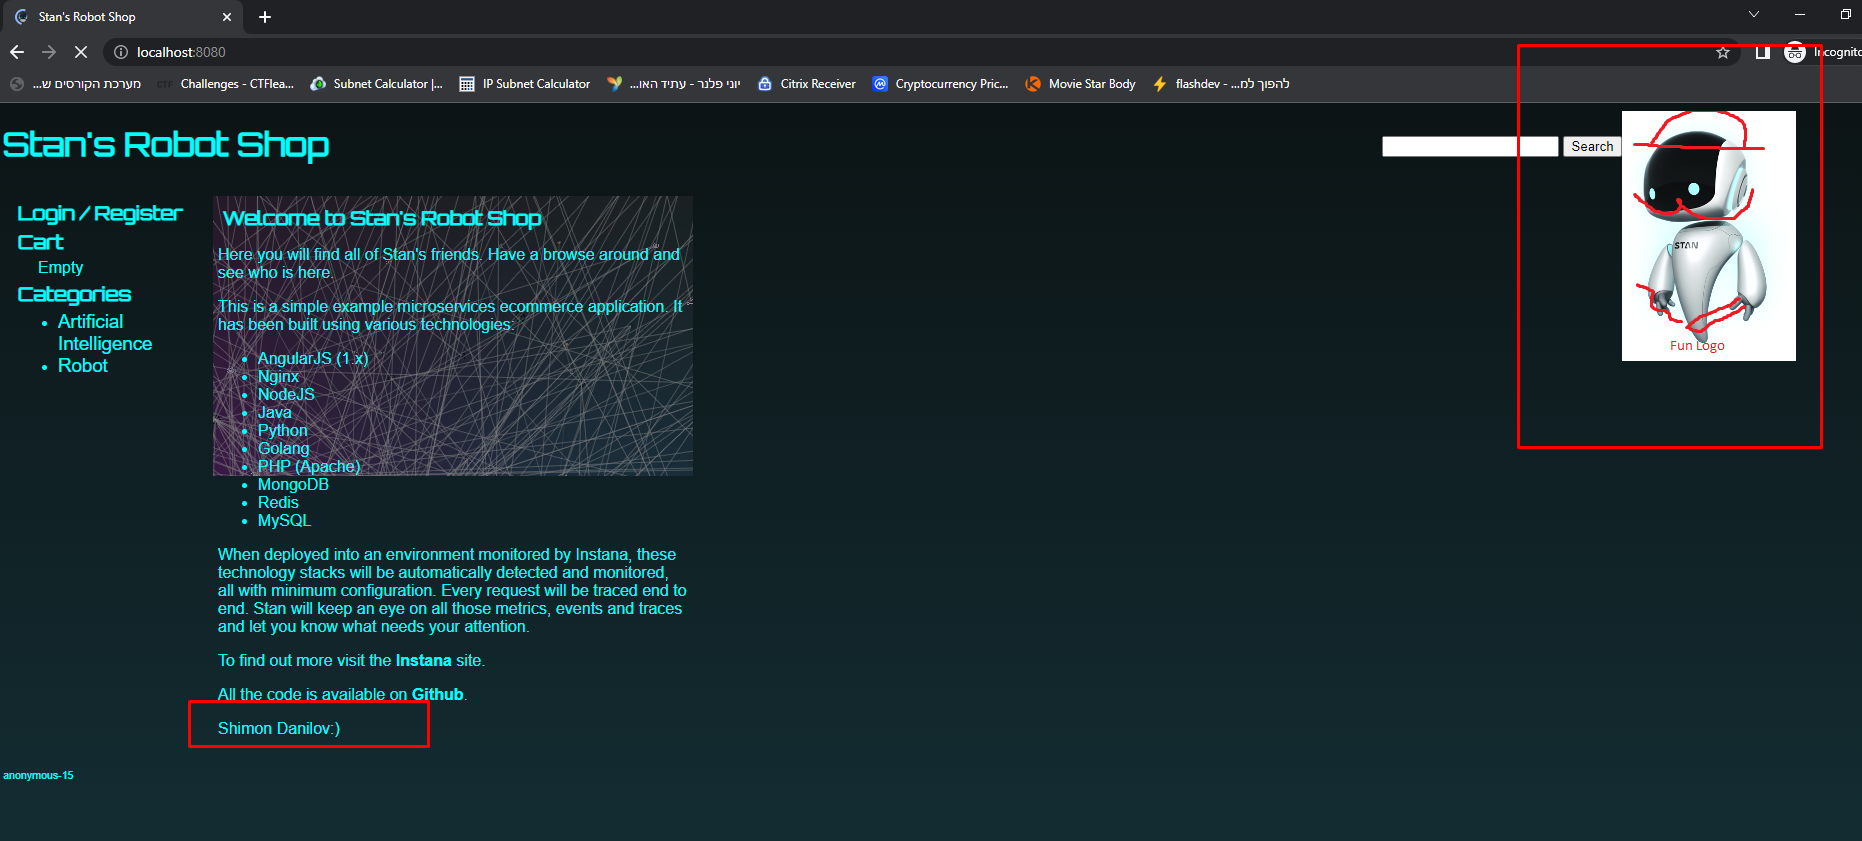 Stan's Robot Shop
localhost:8080
Incognito
מערכת הקורסים ש...
CTF Challenges - CTFlea...
Subnet Calculator |...
IP Subnet Calculator
יוני פלנר - עתיד האו...
Citrix Receiver
Cryptocurrency Pric...
Movie Star Body
flashdev - להפוך למ...
Stan's Robot Shop
Search
STAN
Fun Logo
Login / Register
Cart
Empty
Categories
Artificial
Intelligence
Robot
Welcome to Stan's Robot Shop
Here you will find all of Stan's friends. Have a browse around and
see who is here.
This is a simple example microservices ecommerce application. It
has been built using various technologies:
AngularJS (1.x)
Nginx
NodeJS
Java
Python
Golang
PHP (Apache)
MongoDB
Redis
MySQL
When deployed into an environment monitored by Instana, these
technology stacks will be automatically detected and monitored,
all with minimum configuration. Every request will be traced end to
end. Stan will keep an eye on all those metrics, events and traces
and let you know what needs your attention.
To find out more visit the Instana site.
All the code is available on Github.
Shimon Danilov:)
anonymous-15